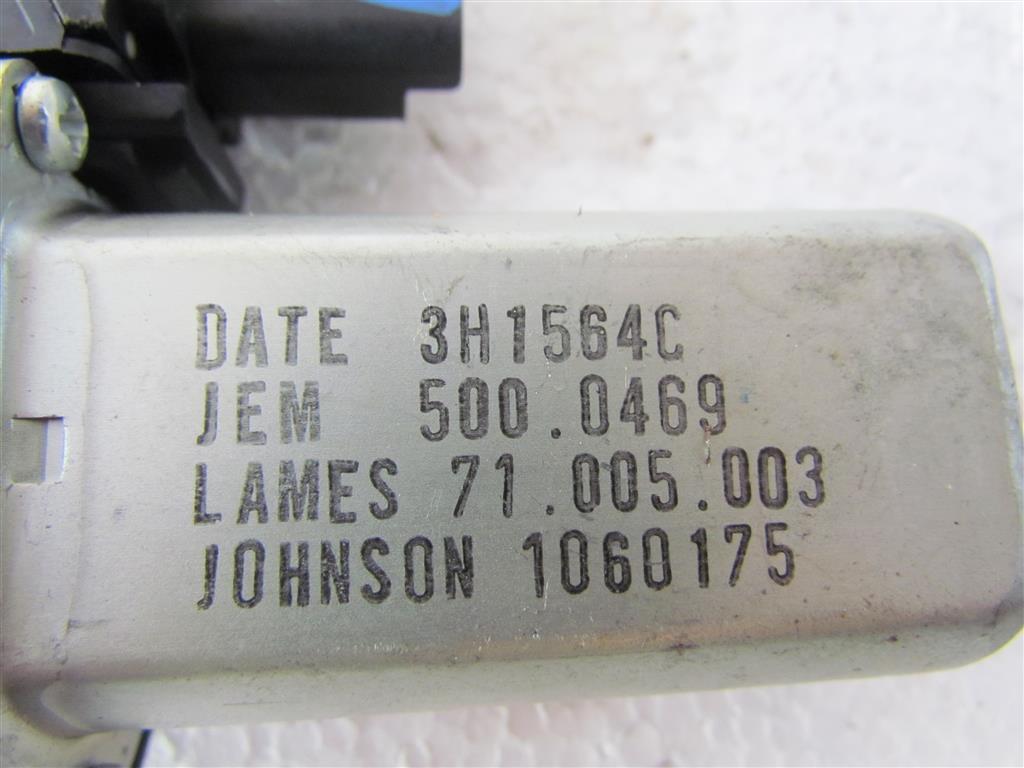 DATE 3H1564C
JEM 500.0469
LAMES 71.005.003
JOHNSON 1060175